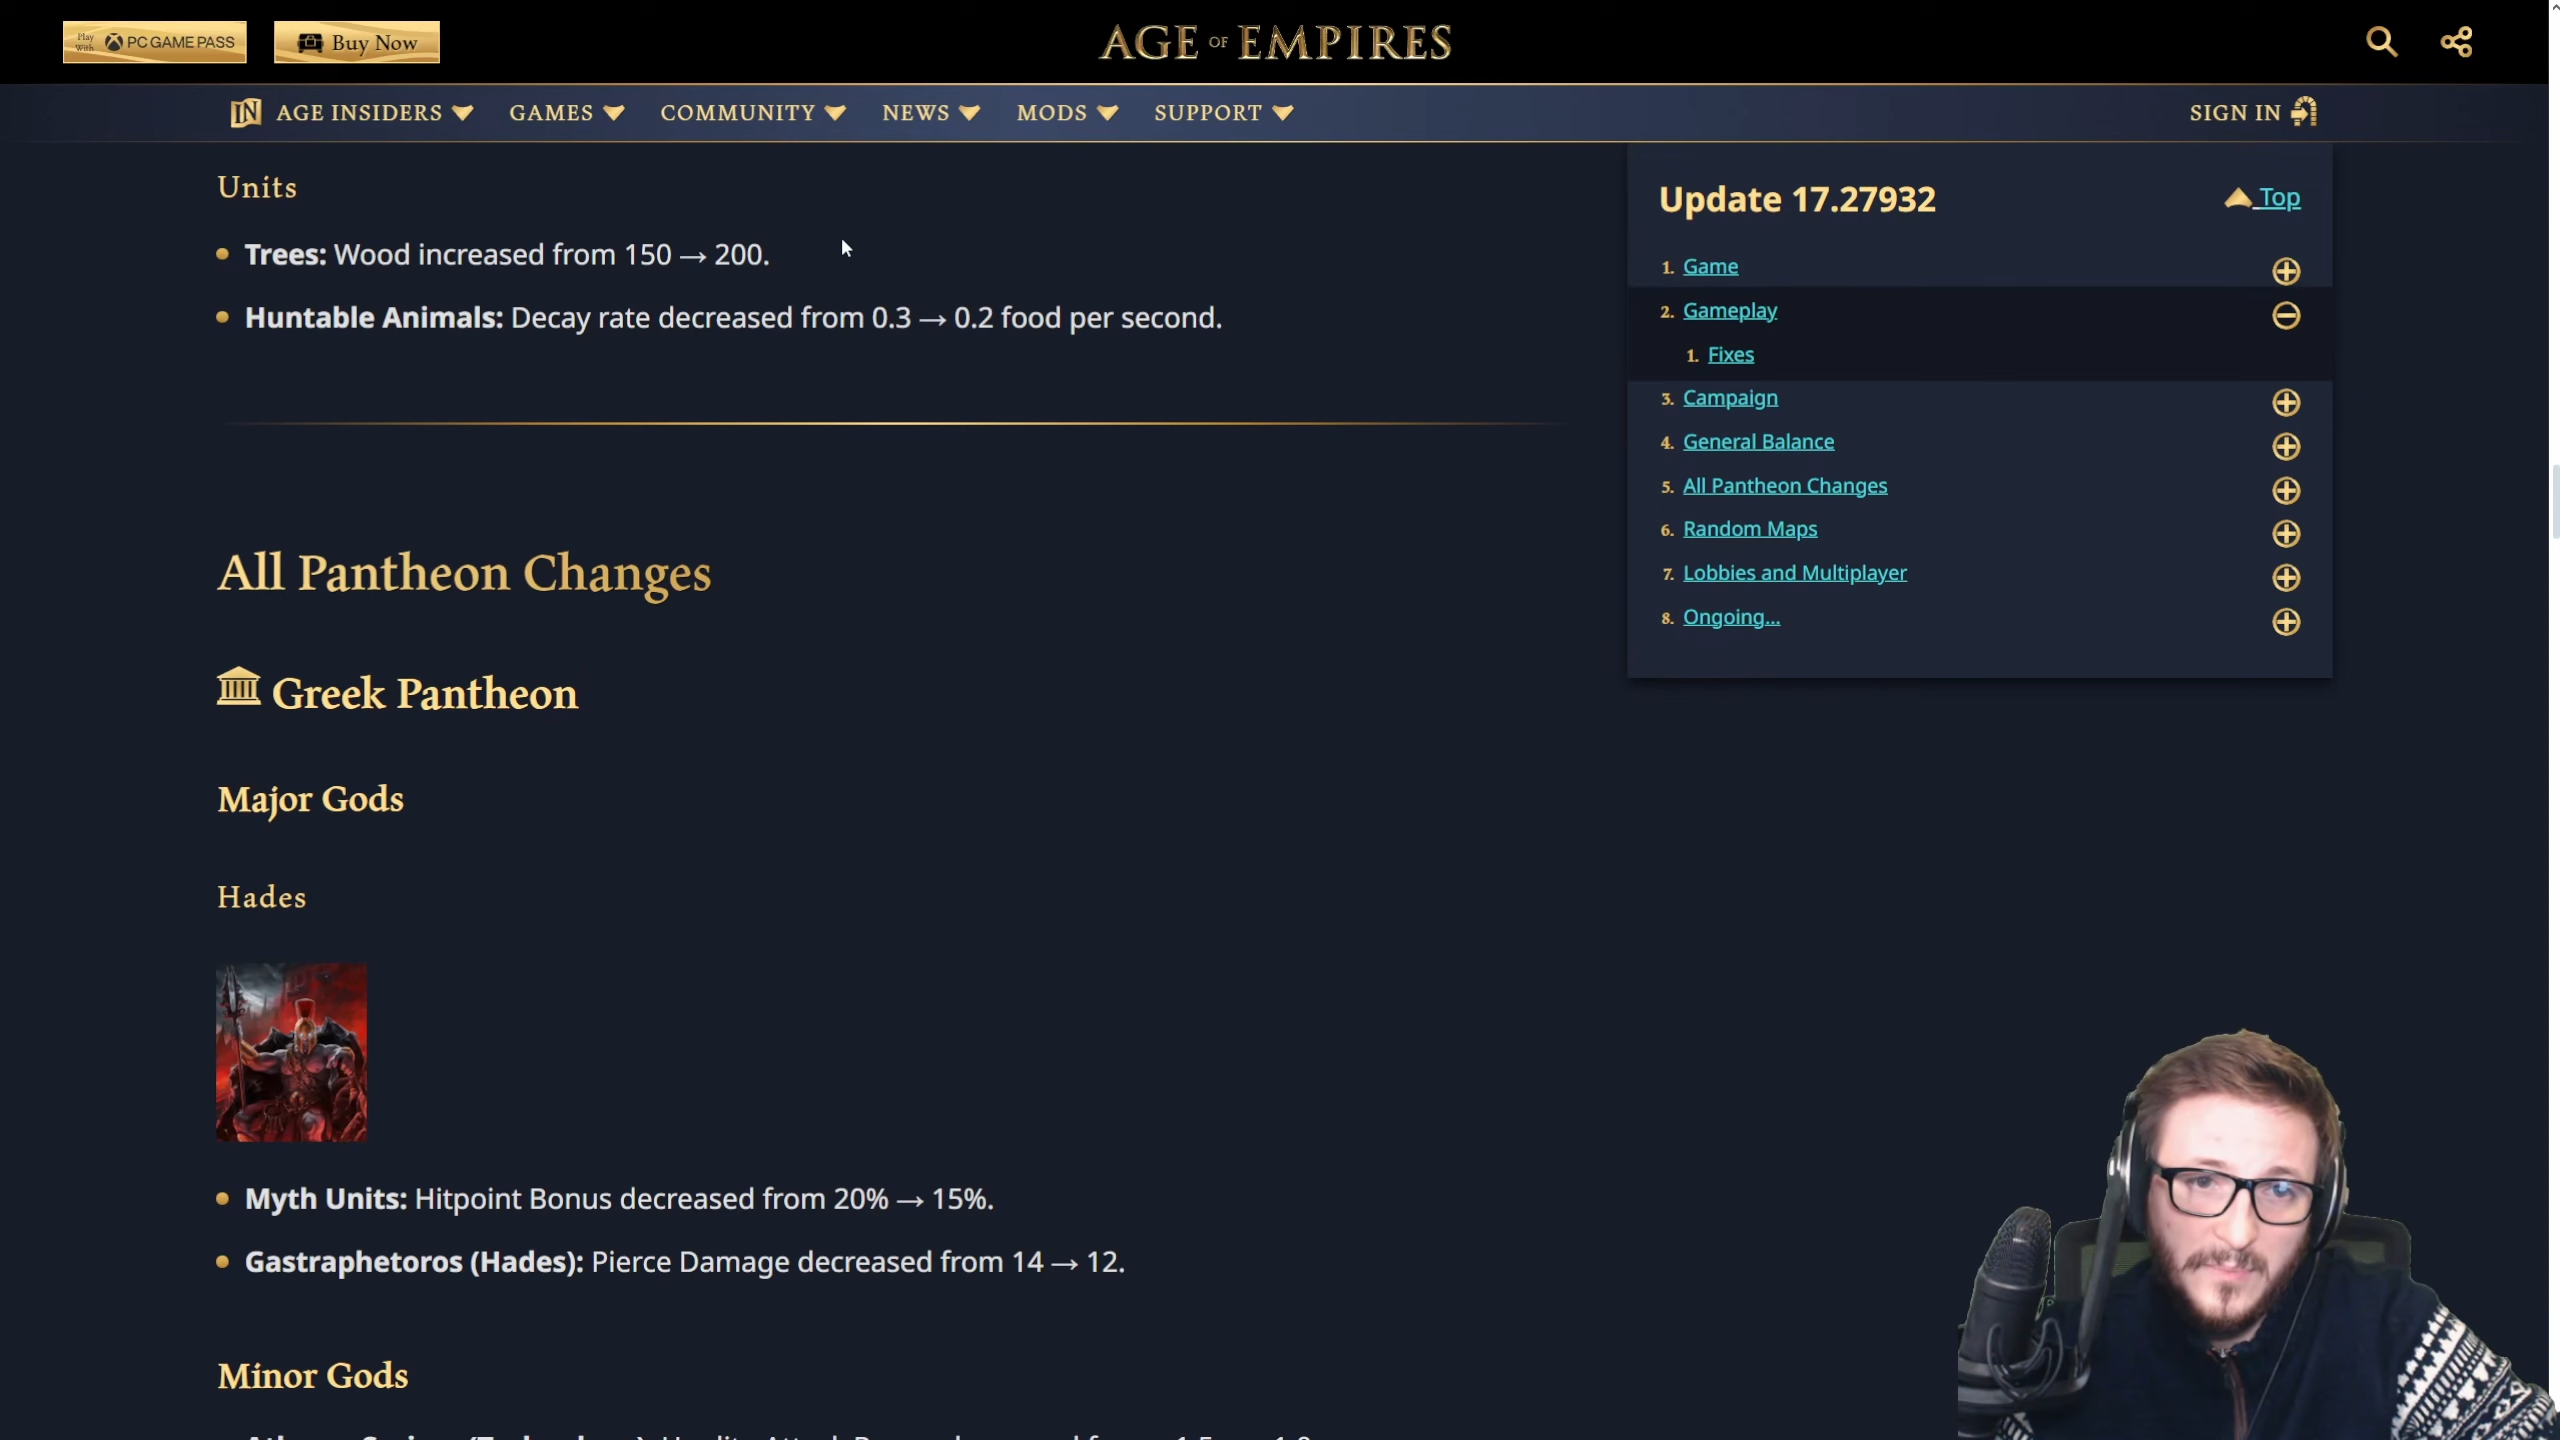 Play With PC GAME PASS
Buy Now
AGE OF EMPIRES
IN AGE INSIDERS
GAMES
COMMUNITY
NEWS
MODS
SUPPORT
SIGN IN
Units
Trees: Wood increased from 150 → 200.
Huntable Animals: Decay rate decreased from 0.3 → 0.2 food per second.
All Pantheon Changes
Greek Pantheon
Major Gods
Hades
Myth Units: Hitpoint Bonus decreased from 20% → 15%.
Gastraphetoros (Hades): Pierce Damage decreased from 14 → 12.
Minor Gods
Update 17.27932
Top
1. Game
2. Gameplay
1. Fixes
3. Campaign
4. General Balance
5. All Pantheon Changes
6. Random Maps
7. Lobbies and Multiplayer
8. Ongoing...